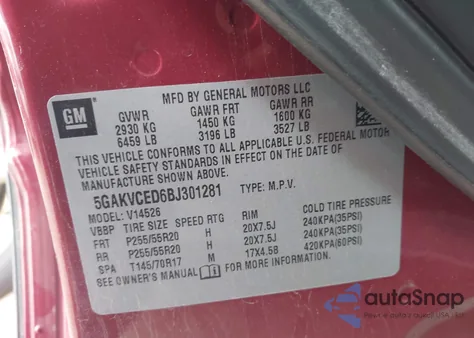 GM
MFD BY GENERAL MOTORS LLC
GVWR GAWR FRT GAWR RR
2930 KG 1450 KG 1600 KG
6459 LB 3196 LB 3527 LB
THIS VEHICLE CONFORMS TO ALL APPLICABLE U.S. FEDERAL MOTOR
VEHICLE SAFETY STANDARDS IN EFFECT ON THE DATE OF
MANUFACTURE SHOWN ABOVE.
5GAKVCED6BJ301281 TYPE: M.P.V.
MODEL: V14526
VBBP TIRE SIZE SPEED RTG RIM COLD TIRE PRESSURE
FRT P255/55R20 H 20X7.5J 240KPA(35PSI)
RR P255/55R20 H 20X7.5J 240KPA(35PSI)
SPA T145/70R17 M 17X4.5B 420KPA(60PSI)
SEE OWNER'S MANUAL FOR MORE INFORMATION
autoSnap